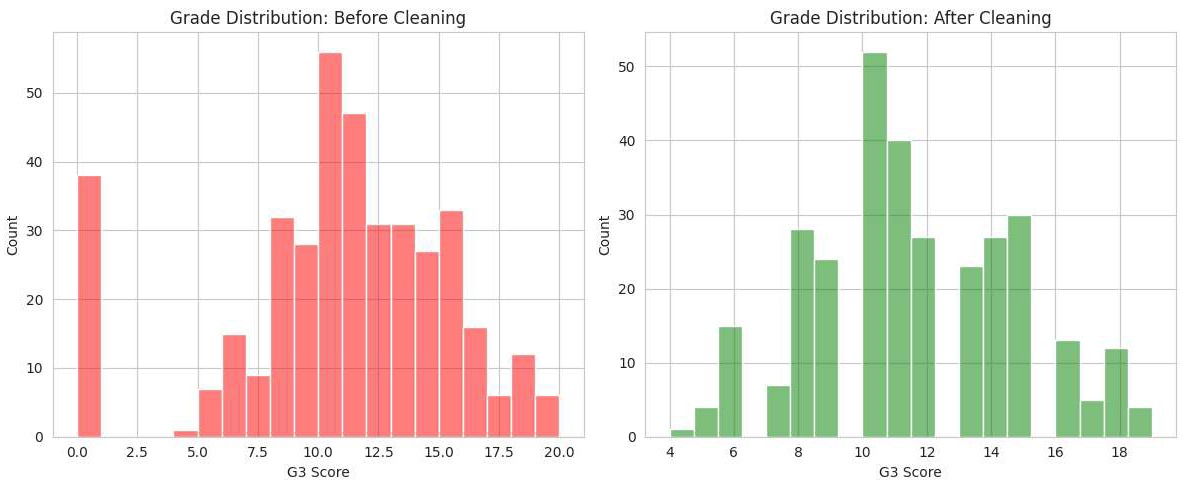 Grade Distribution: Before Cleaning
Count
50
40
30
20
10
0
0.0 2.5 5.0 7.5 10.0 12.5 15.0 17.5 20.0
G3 Score
Grade Distribution: After Cleaning
Count
50
40
30
20
10
0
4 6 8 10 12 14 16 18
G3 Score